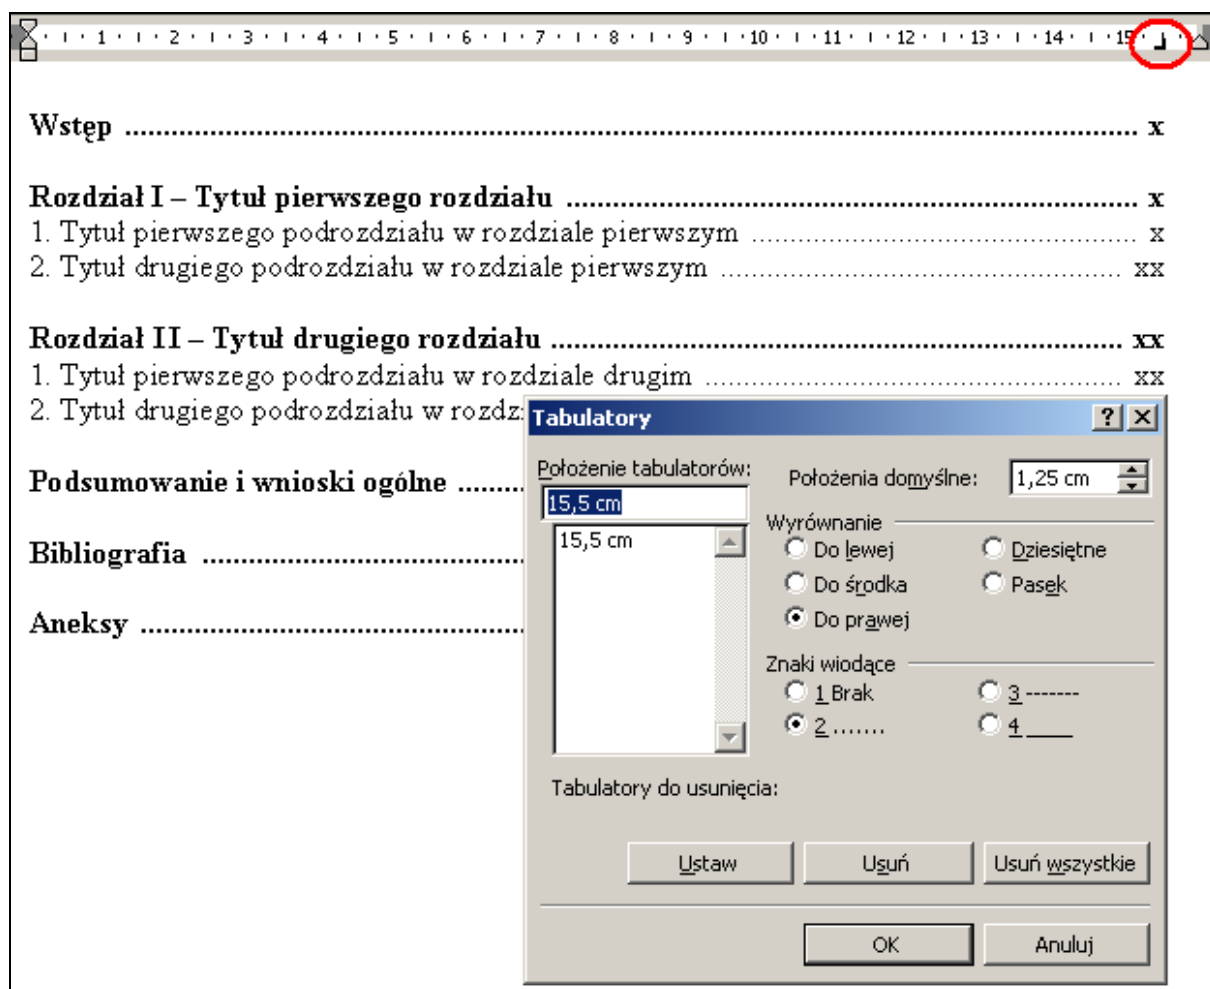 1 2 3 4 5 6 7 8 9 10 11 12 13 14 15
Wstęp ........................................ x
Rozdział I – Tytuł pierwszego rozdziału ........................................ x
1. Tytuł pierwszego podrozdziału w rozdziale pierwszym ........................................ x
2. Tytuł drugiego podrozdziału w rozdziale pierwszym ........................................ xx
Rozdział II – Tytuł drugiego rozdziału ........................................ xx
1. Tytuł pierwszego podrozdziału w rozdziale drugim ........................................ xx
2. Tytuł drugiego podrozdziału w rozdz
Podsumowanie i wnioski ogólne ........
Bibliografia ........................................
Aneksy ........................................
Tabulatory ? X
Położenie tabulatorów:
15,5 cm
15,5 cm
Położenia domyślne: 1,25 cm
Wyrównanie
Do lewej Dziesiętne
Do środka Pasek
Do prawej
Znaki wiodące
1 Brak 3 -------
2 ....... 4 ____
Tabulatory do usunięcia:
Ustaw Usuń Usuń wszystkie
OK Anuluj